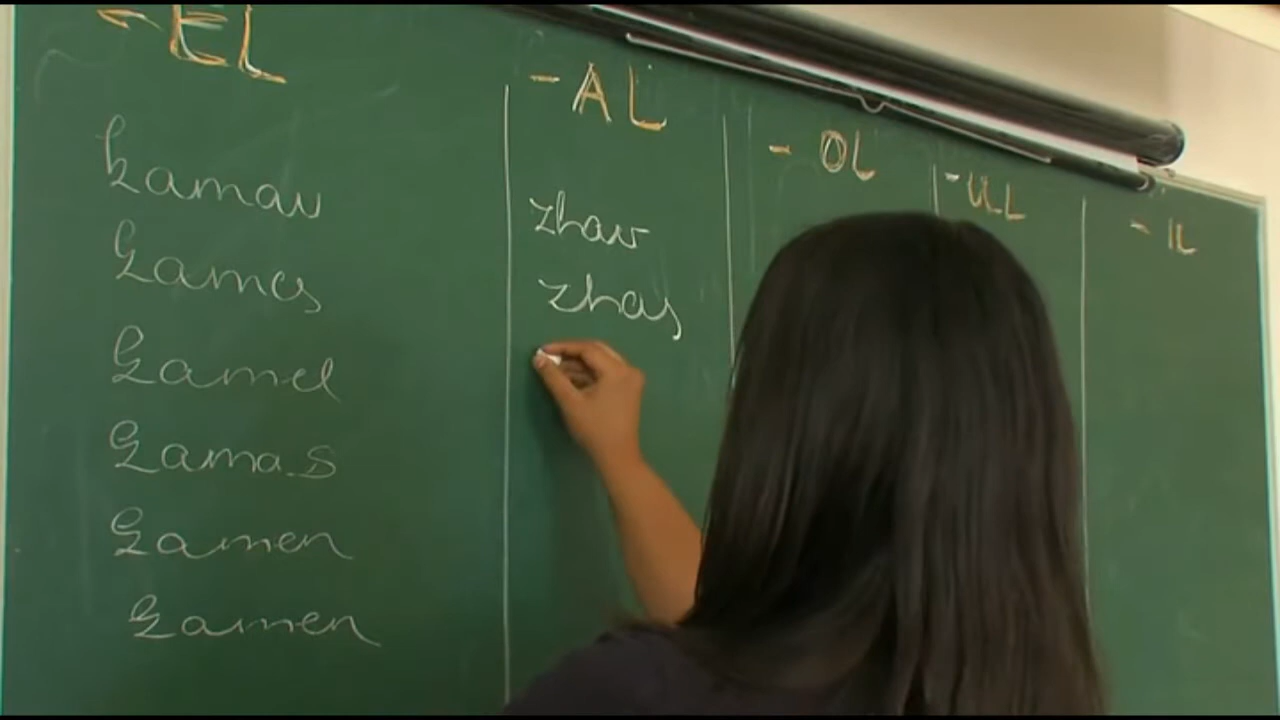 - EL
kamav
kames
kamel
kamas
kamen
kamen
- AL
zhav
zhas
- OL
- UL
- IL